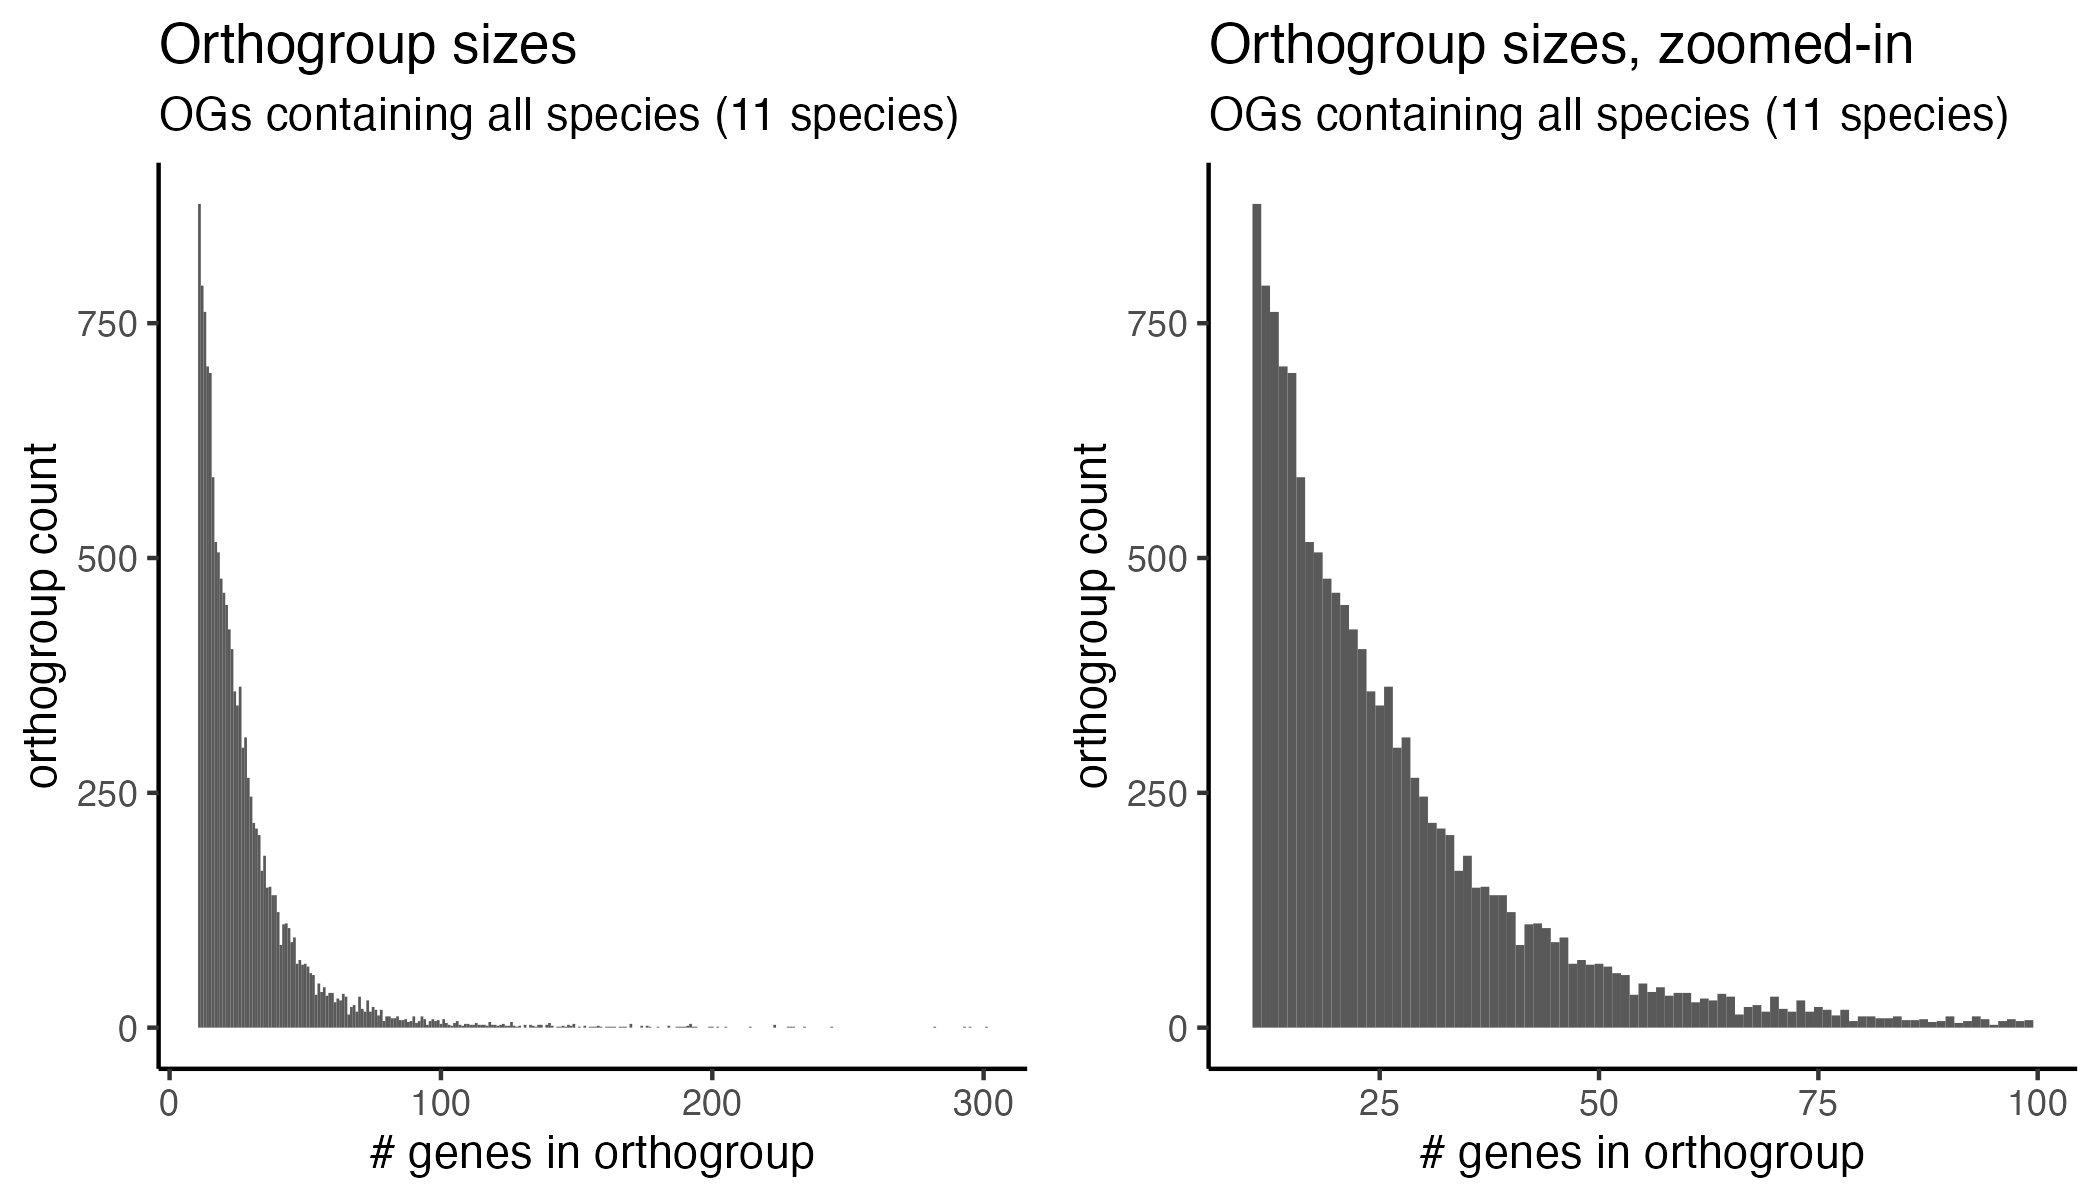 Orthogroup sizes
OGs containing all species (11 species)
orthogroup count
750
500
250
0
0 100 200 300
# genes in orthogroup
Orthogroup sizes, zoomed-in
OGs containing all species (11 species)
orthogroup count
750
500
250
0
25 50 75 100
# genes in orthogroup